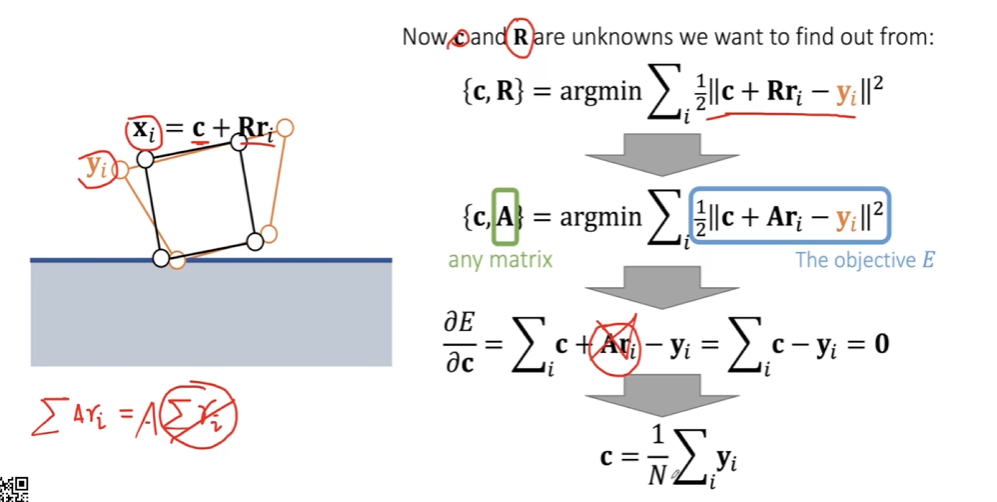 Now c and R are unknowns we want to find out from:
{c, R} = argmin ∑ᵢ ½‖c + Rrᵢ − yᵢ‖²
xᵢ = c + Rrᵢ
yᵢ
{c, A} = argmin ∑ᵢ ½‖c + Arᵢ − yᵢ‖²
any matrix
The objective E
∂E/∂c = ∑ᵢ c + Arᵢ − yᵢ = ∑ᵢ c − yᵢ = 0
∑ Arᵢ = A ∑ rᵢ
c = 1/N ∑ᵢ yᵢ